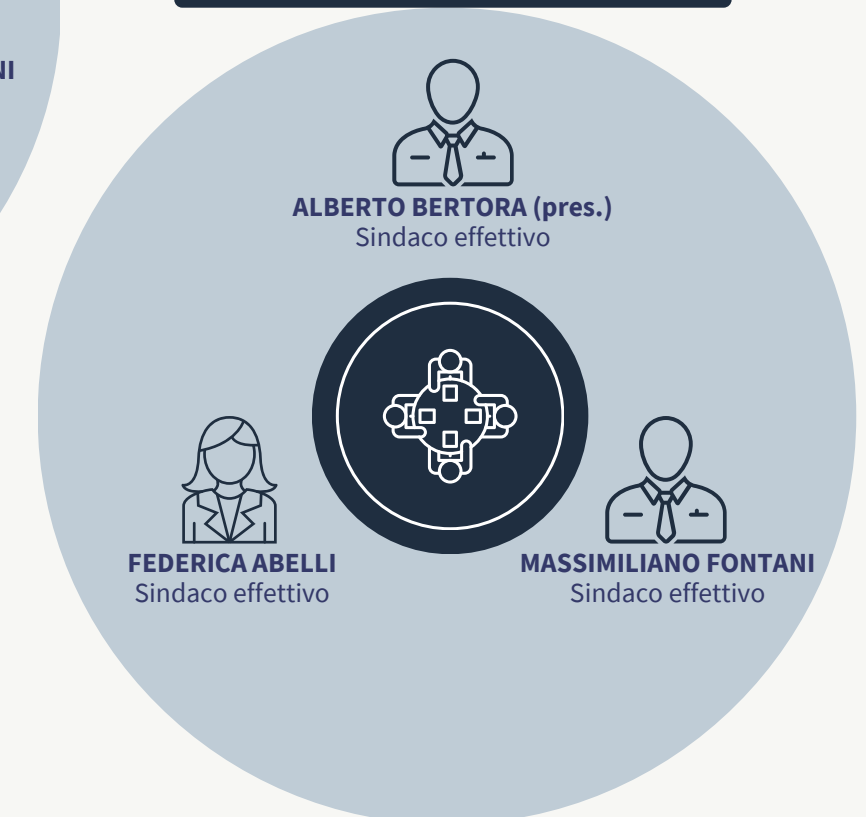 ALBERTO BERTORA (pres.)
Sindaco effettivo
FEDERICA ABELLI
Sindaco effettivo
MASSIMILIANO FONTANI
Sindaco effettivo